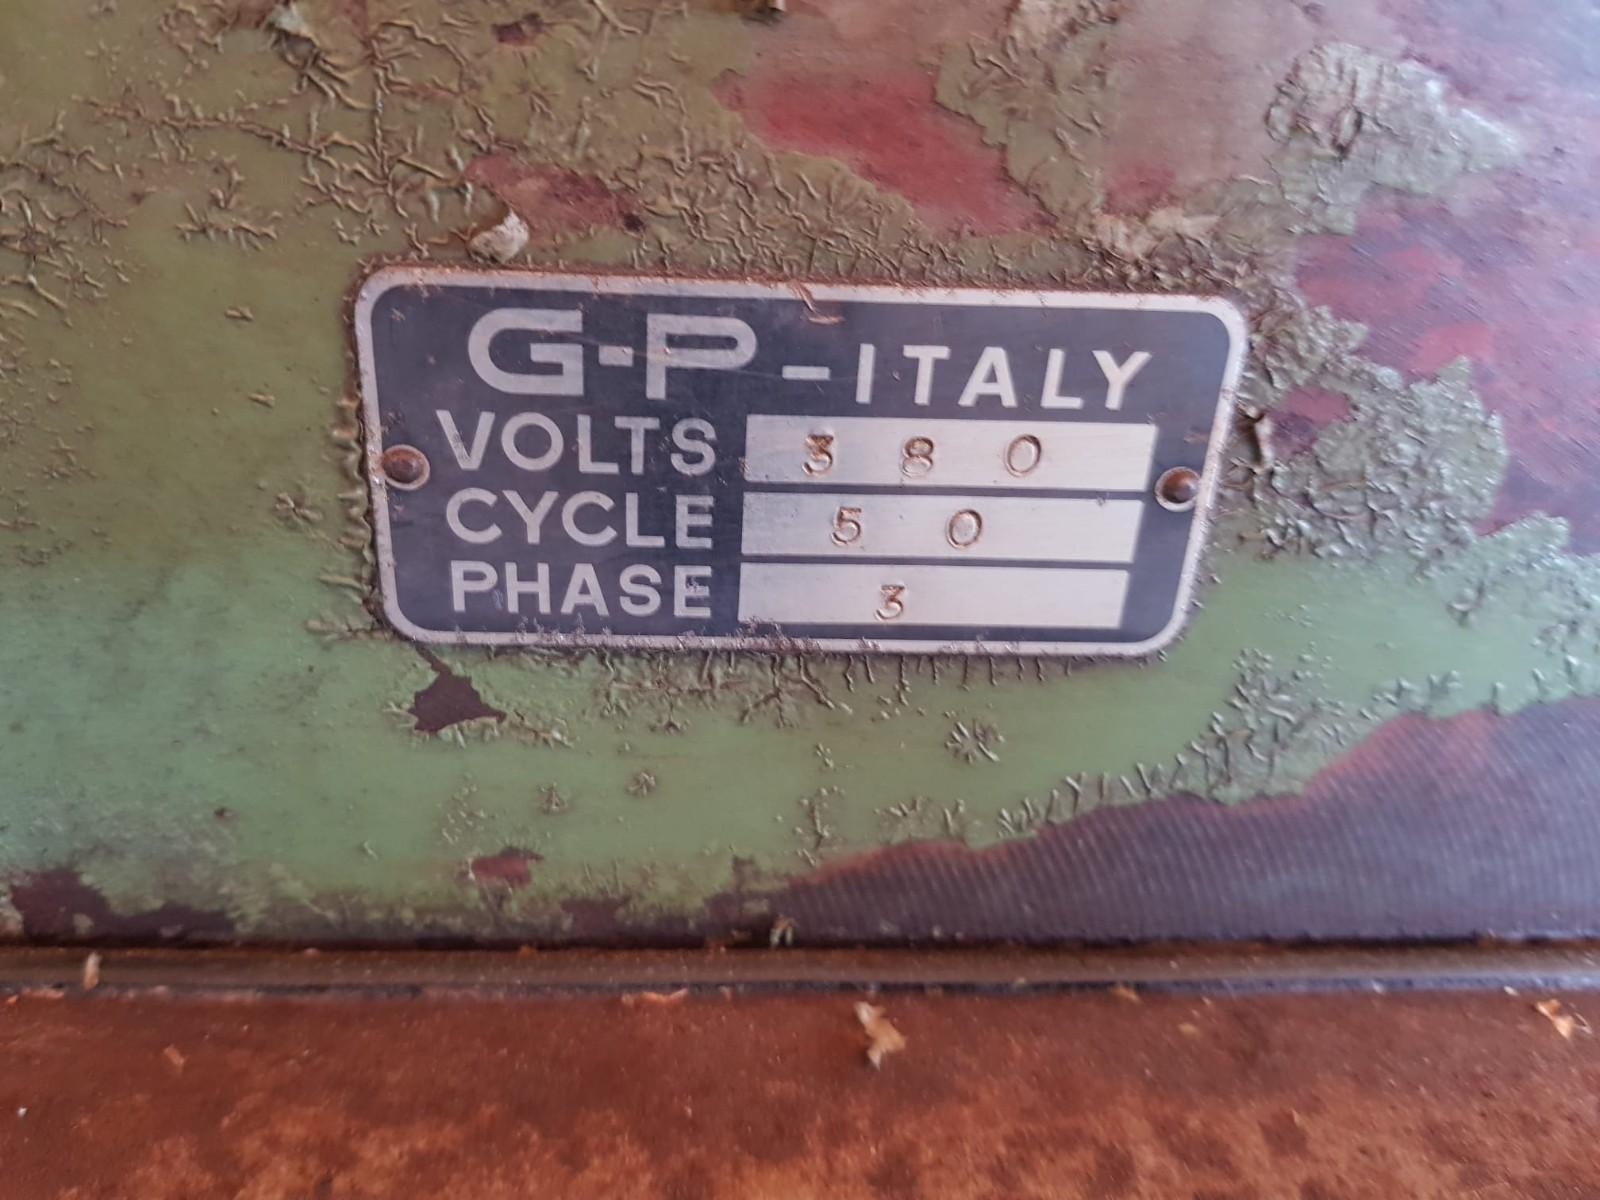 G-P - ITALY
VOLTS 380
CYCLE 50
PHASE 3